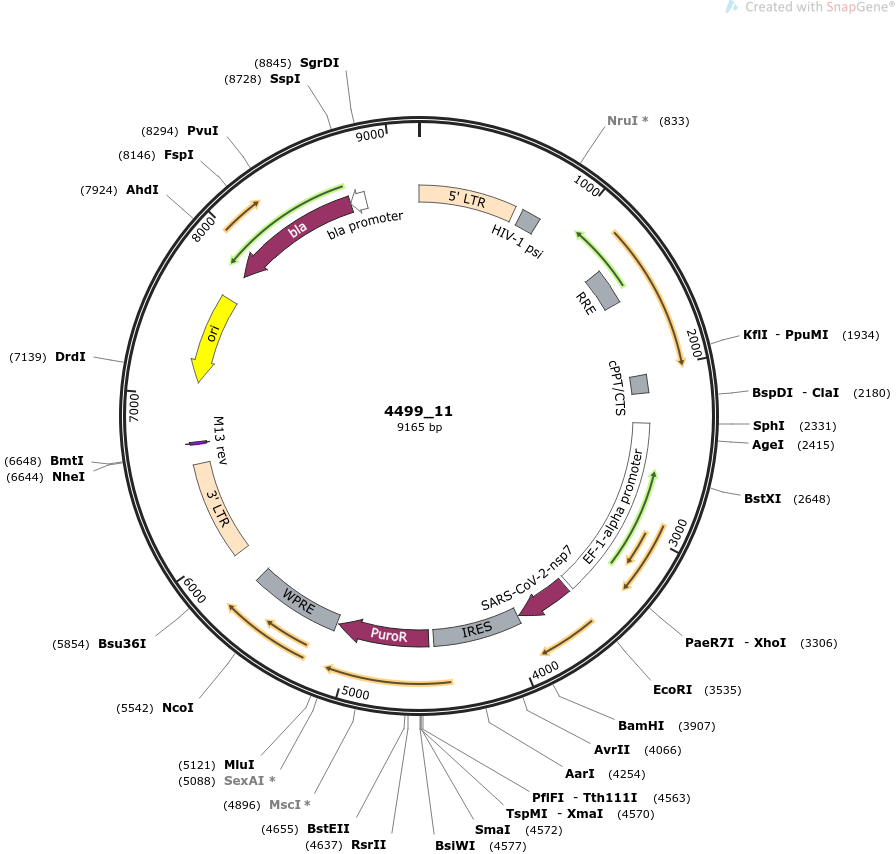 Created with SnapGene®
(8845) SgrDI
(8728) SspI
(8294) PvuI
(8146) FspI
(7924) AhdI
(7139) DrdI
(6648) BmtI
(6644) NheI
(5854) Bsu36I
(5542) NcoI
(5121) MluI
(5088) SexAI *
(4896) MscI *
(4655) BstEII
(4637) RsrII
NruI * (833)
KflI - PpuMI (1934)
BspDI - ClaI (2180)
SphI (2331)
AgeI (2415)
BstXI (2648)
PaeR7I - XhoI (3306)
EcoRI (3535)
BamHI (3907)
AvrII (4066)
AarI (4254)
PflFI - Tth111I (4563)
TspMI - XmaI (4570)
SmaI (4572)
BsiWI (4577)
1000
2000
3000
4000
5000
6000
7000
8000
9000
5' LTR
HIV-1 psi
RRE
cPPT/CTS
EF-1-alpha promoter
SARS-CoV-2-nsp7
IRES
PuroR
WPRE
3' LTR
M13 rev
ori
bla
bla promoter
4499_11
9165 bp